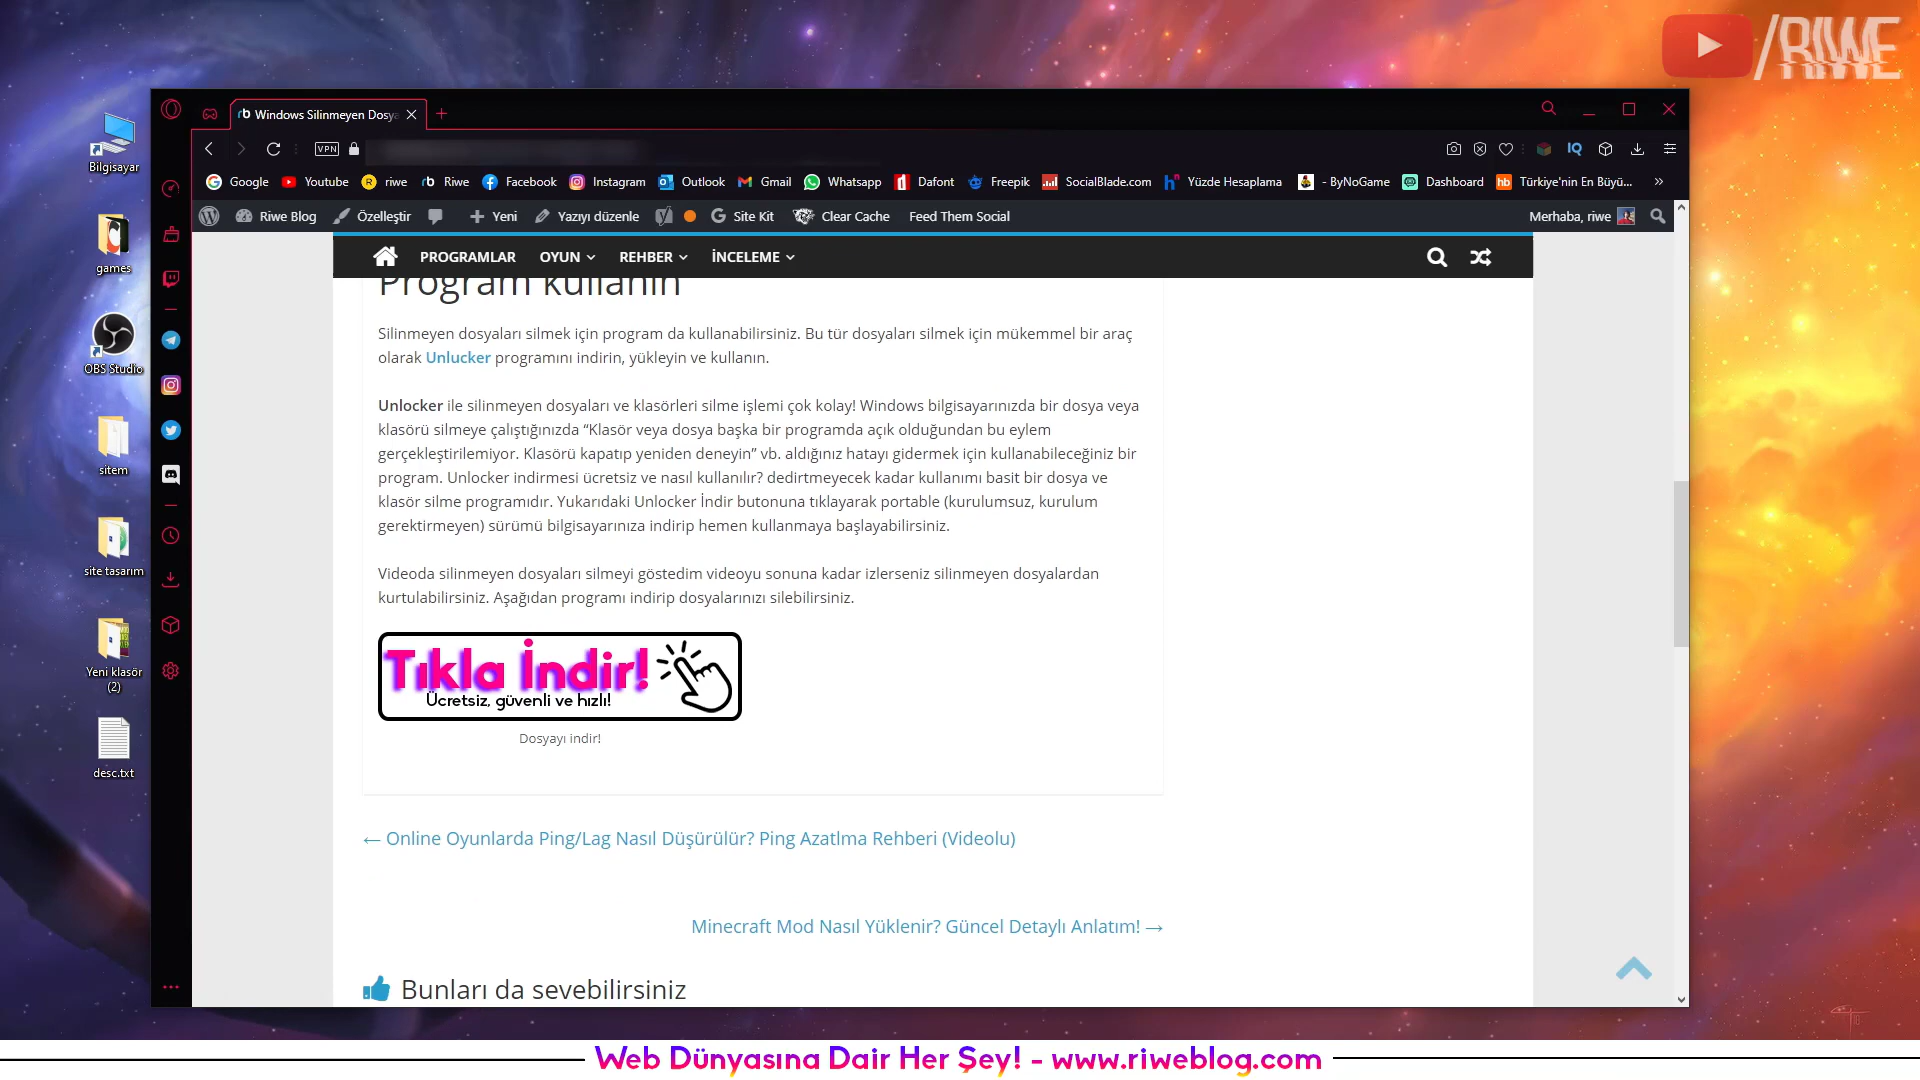 /RIWE
Bilgisayar
games
OBS Studio
sitem
site tasarım
Yeni klasör
(2)
desc.txt
rb Windows Silinmeyen Dosya
VPN
IQ
Google Youtube riwe Riwe Facebook Instagram Outlook Gmail Whatsapp Dafont Freepik SocialBlade.com Yüzde Hesaplama - ByNoGame Dashboard Türkiye'nin En Büyü...
Riwe Blog Özelleştir Yeni Yazıyı düzenle Site Kit Clear Cache Feed Them Social Merhaba, riwe
PROGRAMLAR OYUN REHBER İNCELEME
Program kullanın
Silinmeyen dosyaları silmek için program da kullanabilirsiniz. Bu tür dosyaları silmek için mükemmel bir araç
olarak Unlucker programını indirin, yükleyin ve kullanın.
Unlocker ile silinmeyen dosyaları ve klasörleri silme işlemi çok kolay! Windows bilgisayarınızda bir dosya veya
klasörü silmeye çalıştığınızda “Klasör veya dosya başka bir programda açık olduğundan bu eylem
gerçekleştirilemiyor. Klasörü kapatıp yeniden deneyin” vb. aldığınız hatayı gidermek için kullanabileceğiniz bir
program. Unlocker indirmesi ücretsiz ve nasıl kullanılır? dedirtmeyecek kadar kullanımı basit bir dosya ve
klasör silme programıdır. Yukarıdaki Unlocker İndir butonuna tıklayarak portable (kurulumsuz, kurulum
gerektirmeyen) sürümü bilgisayarınıza indirip hemen kullanmaya başlayabilirsiniz.
Videoda silinmeyen dosyaları silmeyi göstedim videoyu sonuna kadar izlerseniz silinmeyen dosyalardan
kurtulabilirsiniz. Aşağıdan programı indirip dosyalarınızı silebilirsiniz.
Tıkla İndir!
Ücretsiz, güvenli ve hızlı!
Dosyayı indir!
← Online Oyunlarda Ping/Lag Nasıl Düşürülür? Ping Azatlma Rehberi (Videolu)
Minecraft Mod Nasıl Yüklenir? Güncel Detaylı Anlatım! →
Bunları da sevebilirsiniz
Web Dünyasına Dair Her Şey! - www.riweblog.com